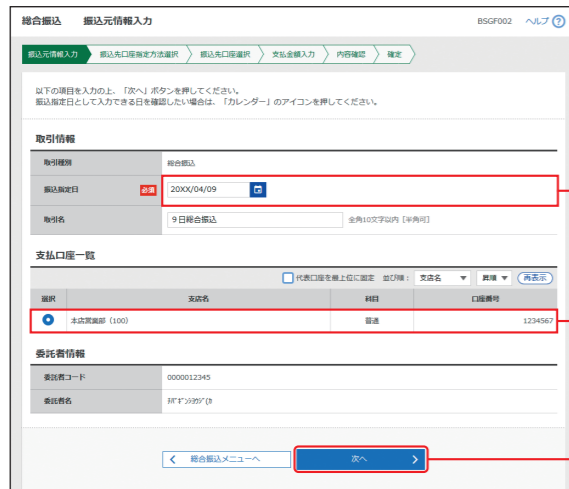 総合振込 振込元情報入力 BSGF002 ヘルプ ?
振込元情報入力 振込先口座指定方法選択 振込先口座選択 支払金額入力 内容確認 確定
以下の項目を入力の上、「次へ」ボタンを押してください。
振込指定日として入力できる日を確認したい場合は、「カレンダー」のアイコンを押してください。
取引情報
取引種別 総合振込
振込指定日 必須 20XX/04/09
取引名 9日総合振込 全角10文字以内 [半角可]
支払口座一覧
代表口座を最上位に固定 並び順： 支店名 ▼ 昇順 ▼ 再表示
選択 支店名 科目 口座番号
本店営業部（100） 普通 1234567
委託者情報
委託者コード 0000012345
委託者名
< 総合振込メニューへ 次へ >